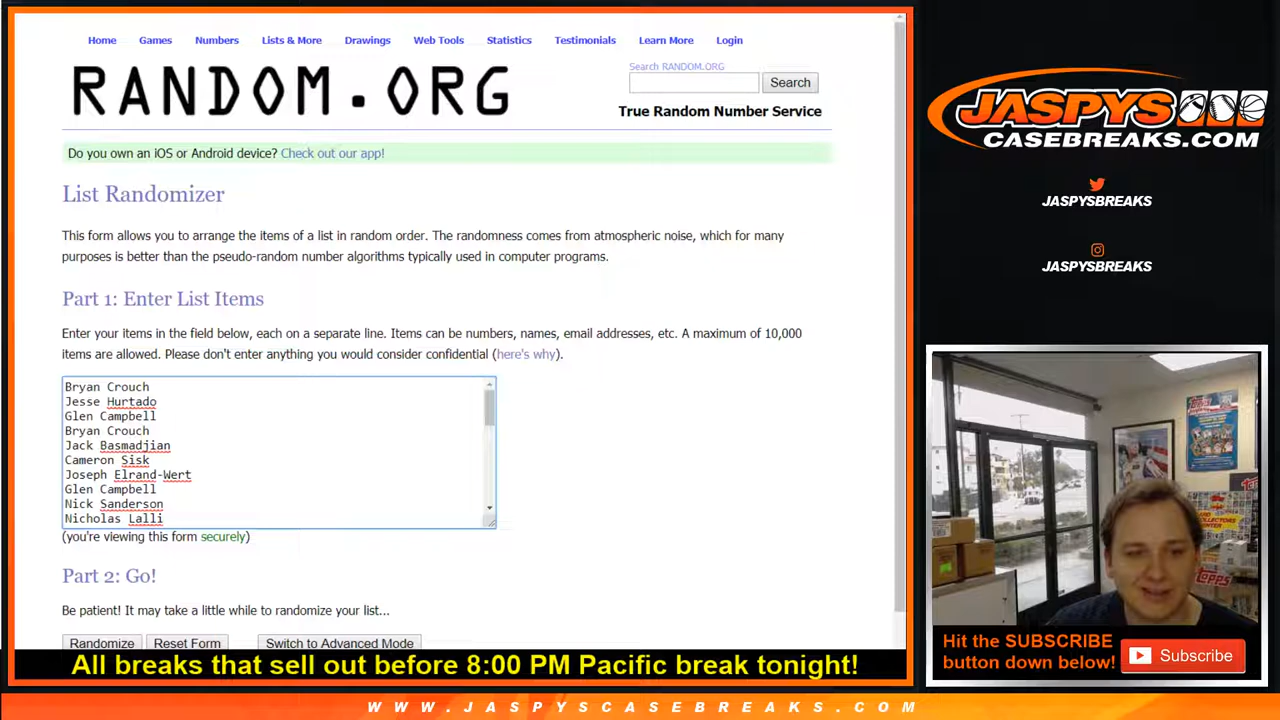 Home Games Numbers Lists & More Drawings Web Tools Statistics Testimonials Learn More Login
RANDOM.ORG
Search RANDOM.ORG
Search
True Random Number Service
Do you own an iOS or Android device? Check out our app!
List Randomizer
This form allows you to arrange the items of a list in random order. The randomness comes from atmospheric noise, which for many
purposes is better than the pseudo-random number algorithms typically used in computer programs.
Part 1: Enter List Items
Enter your items in the field below, each on a separate line. Items can be numbers, names, email addresses, etc. A maximum of 10,000
items are allowed. Please don't enter anything you would consider confidential (here's why).
Bryan Crouch
Jesse Hurtado
Glen Campbell
Bryan Crouch
Jack Basmadjian
Cameron Sisk
Joseph Elrand-Wert
Glen Campbell
Nick Sanderson
Nicholas Lalli
(you're viewing this form securely)
Part 2: Go!
Be patient! It may take a little while to randomize your list...
Randomize Reset Form Switch to Advanced Mode
All breaks that sell out before 8:00 PM Pacific break tonight!
WWW.JASPYSCASEBREAKS.COM
JASPYS
CASEBREAKS.COM
JASPYSBREAKS
JASPYSBREAKS
topps
Hit the SUBSCRIBE
button down below!
Subscribe